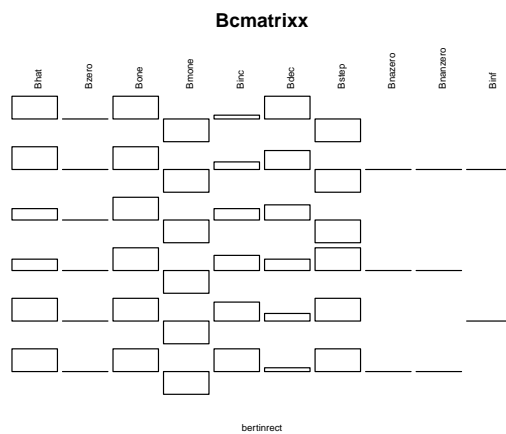 Bcmatrixx
Bhat
Bzero
Bone
Bmone
Binc
Bdec
Bstep
Bnazero
Bnanzero
Binf
bertinrect